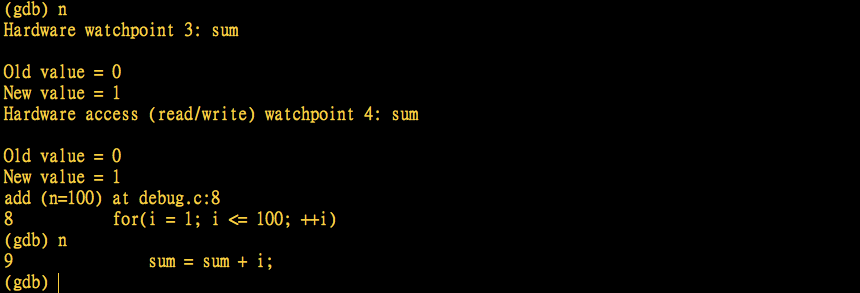 (gdb) n
Hardware watchpoint 3: sum
Old value = 0
New value = 1
Hardware access (read/write) watchpoint 4: sum
Old value = 0
New value = 1
add (n=100) at debug.c:8
8 for(i = 1; i <= 100; ++i)
(gdb) n
9 sum = sum + i;
(gdb)